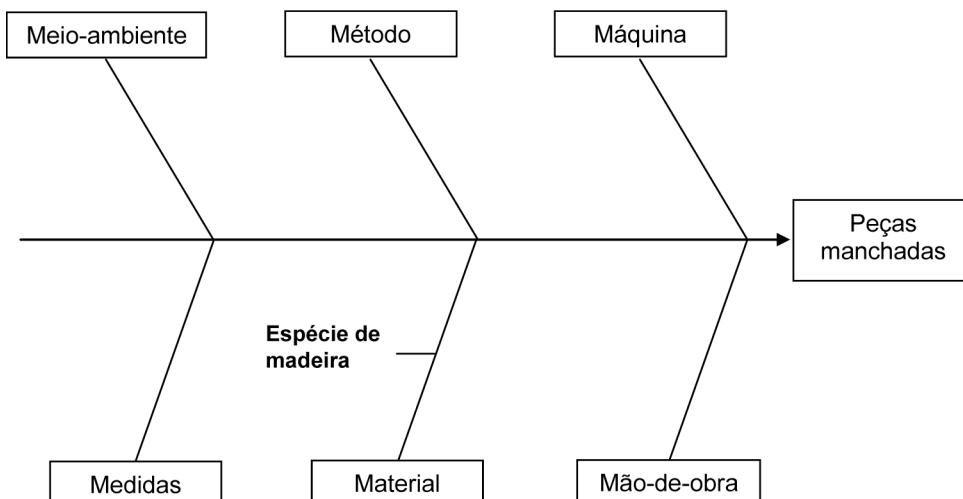 Meio-ambiente
Método
Máquina
Peças
manchadas
Espécie de
madeira
Medidas
Material
Mão-de-obra